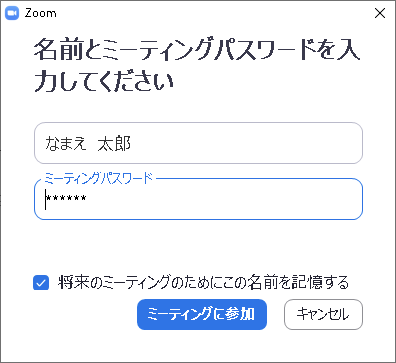 Zoom
名前とミーティングパスワードを入
力してください
なまえ 太郎
ミーティングパスワード
******
将来のミーティングのためにこの名前を記憶する
ミーティングに参加
キャンセル